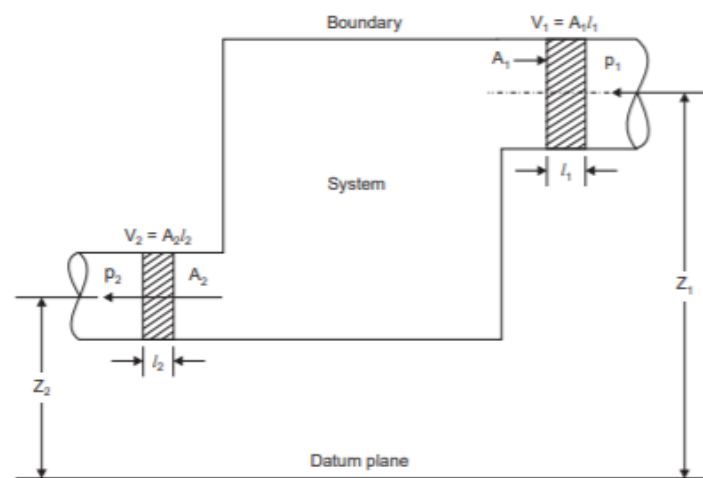 Boundary
V₁ = A₁l₁
A₁
p₁
System
l₁
V₂ = A₂l₂
p₂
A₂
Z₁
l₂
Z₂
Datum plane